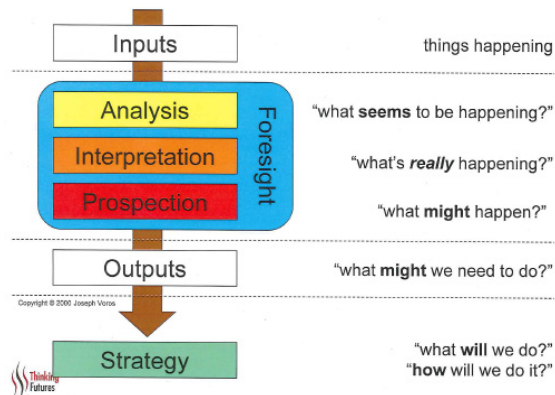 Inputs
things happening
Analysis
“what seems to be happening?”
Interpretation
“what’s really happening?”
Prospection
“what might happen?”
Foresight
Outputs
“what might we need to do?”
Copyright © 2000 Joseph Voros
Strategy
“what will we do?”
“how will we do it?”
Thinking
Futures